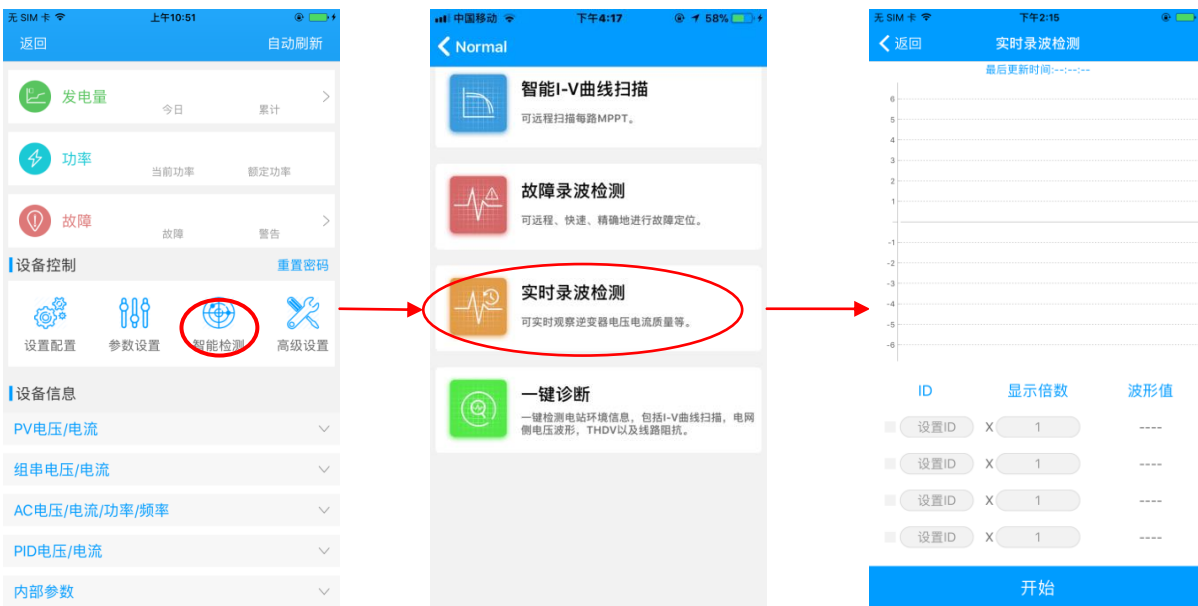 无 SIM 卡 上午10:51
返回 自动刷新
发电量 今日 累计
功率 当前功率 额定功率
故障 故障 警告
设备控制 重置密码
设置配置 参数设置 智能检测 高级设置
设备信息
PV电压/电流
组串电压/电流
AC电压/电流/功率/频率
PID电压/电流
内部参数
中国移动 下午4:17 58%
Normal
智能I-V曲线扫描
可远程扫描每路MPPT。
故障录波检测
可远程、快速、精确地进行故障定位。
实时录波检测
可实时观察逆变器电压电流质量等。
一键诊断
一键检测电站环境信息，包括I-V曲线扫描，电网
侧电压波形，THDV以及线路阻抗。
无 SIM 卡 下午2:15
返回 实时录波检测
最后更新时间:--:--:--
6
5
4
3
2
1
-1
-2
-3
-4
-5
-6
ID 显示倍数 波形值
设置ID X 1 ----
设置ID X 1 ----
设置ID X 1 ----
设置ID X 1 ----
开始